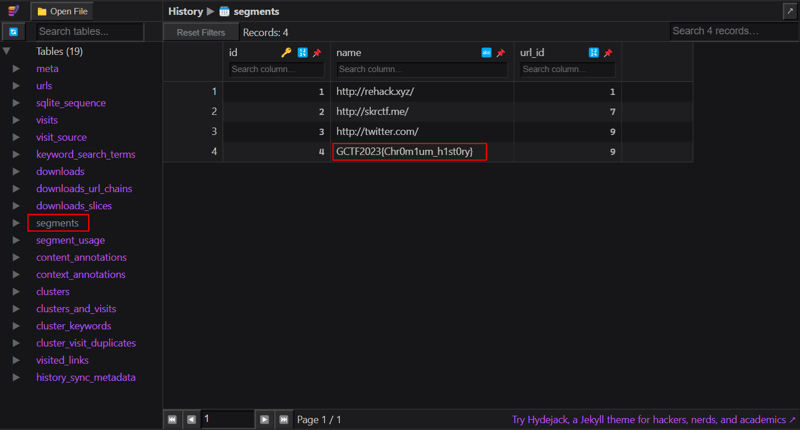 Open File
History ▶ segments
Search tables...
Reset Filters Records: 4
Search 4 records...
Tables (19)
meta
urls
sqlite_sequence
visits
visit_source
keyword_search_terms
downloads
downloads_url_chains
downloads_slices
segments
segment_usage
content_annotations
context_annotations
clusters
clusters_and_visits
cluster_keywords
cluster_visit_duplicates
visited_links
history_sync_metadata
id name url_id
Search column... Search column... Search column...
1 1 http://rehack.xyz/ 1
2 2 http://skrctf.me/ 7
3 3 http://twitter.com/ 9
4 4 GCTF2023{Chr0m1um_h1st0ry} 9
1 Page 1 / 1
Try Hydejack, a Jekyll theme for hackers, nerds, and academics ↗